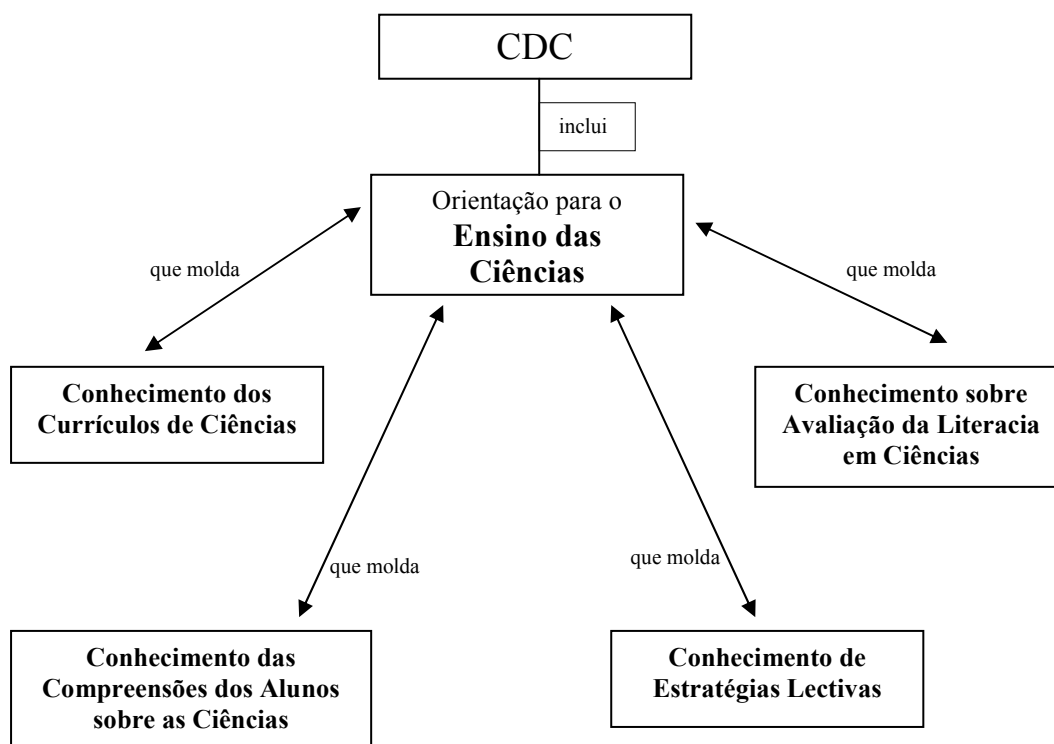 CDC
inclui
Orientação para o
Ensino das
Ciências
que molda
que molda
Conhecimento dos
Currículos de Ciências
Conhecimento sobre
Avaliação da Literacia
em Ciências
que molda
que molda
Conhecimento das
Compreensões dos Alunos
sobre as Ciências
Conhecimento de
Estratégias Lectivas